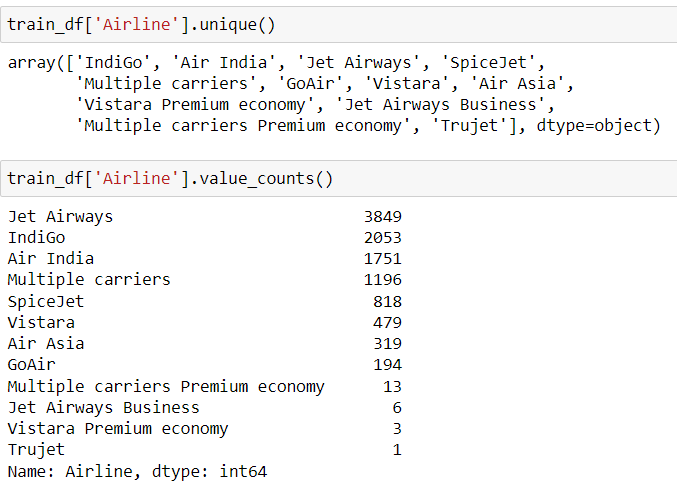 train_df['Airline'].unique()
array(['IndiGo', 'Air India', 'Jet Airways', 'SpiceJet',
'Multiple carriers', 'GoAir', 'Vistara', 'Air Asia',
'Vistara Premium economy', 'Jet Airways Business',
'Multiple carriers Premium economy', 'Trujet'], dtype=object)
train_df['Airline'].value_counts()
Jet Airways 3849
IndiGo 2053
Air India 1751
Multiple carriers 1196
SpiceJet 818
Vistara 479
Air Asia 319
GoAir 194
Multiple carriers Premium economy 13
Jet Airways Business 6
Vistara Premium economy 3
Trujet 1
Name: Airline, dtype: int64